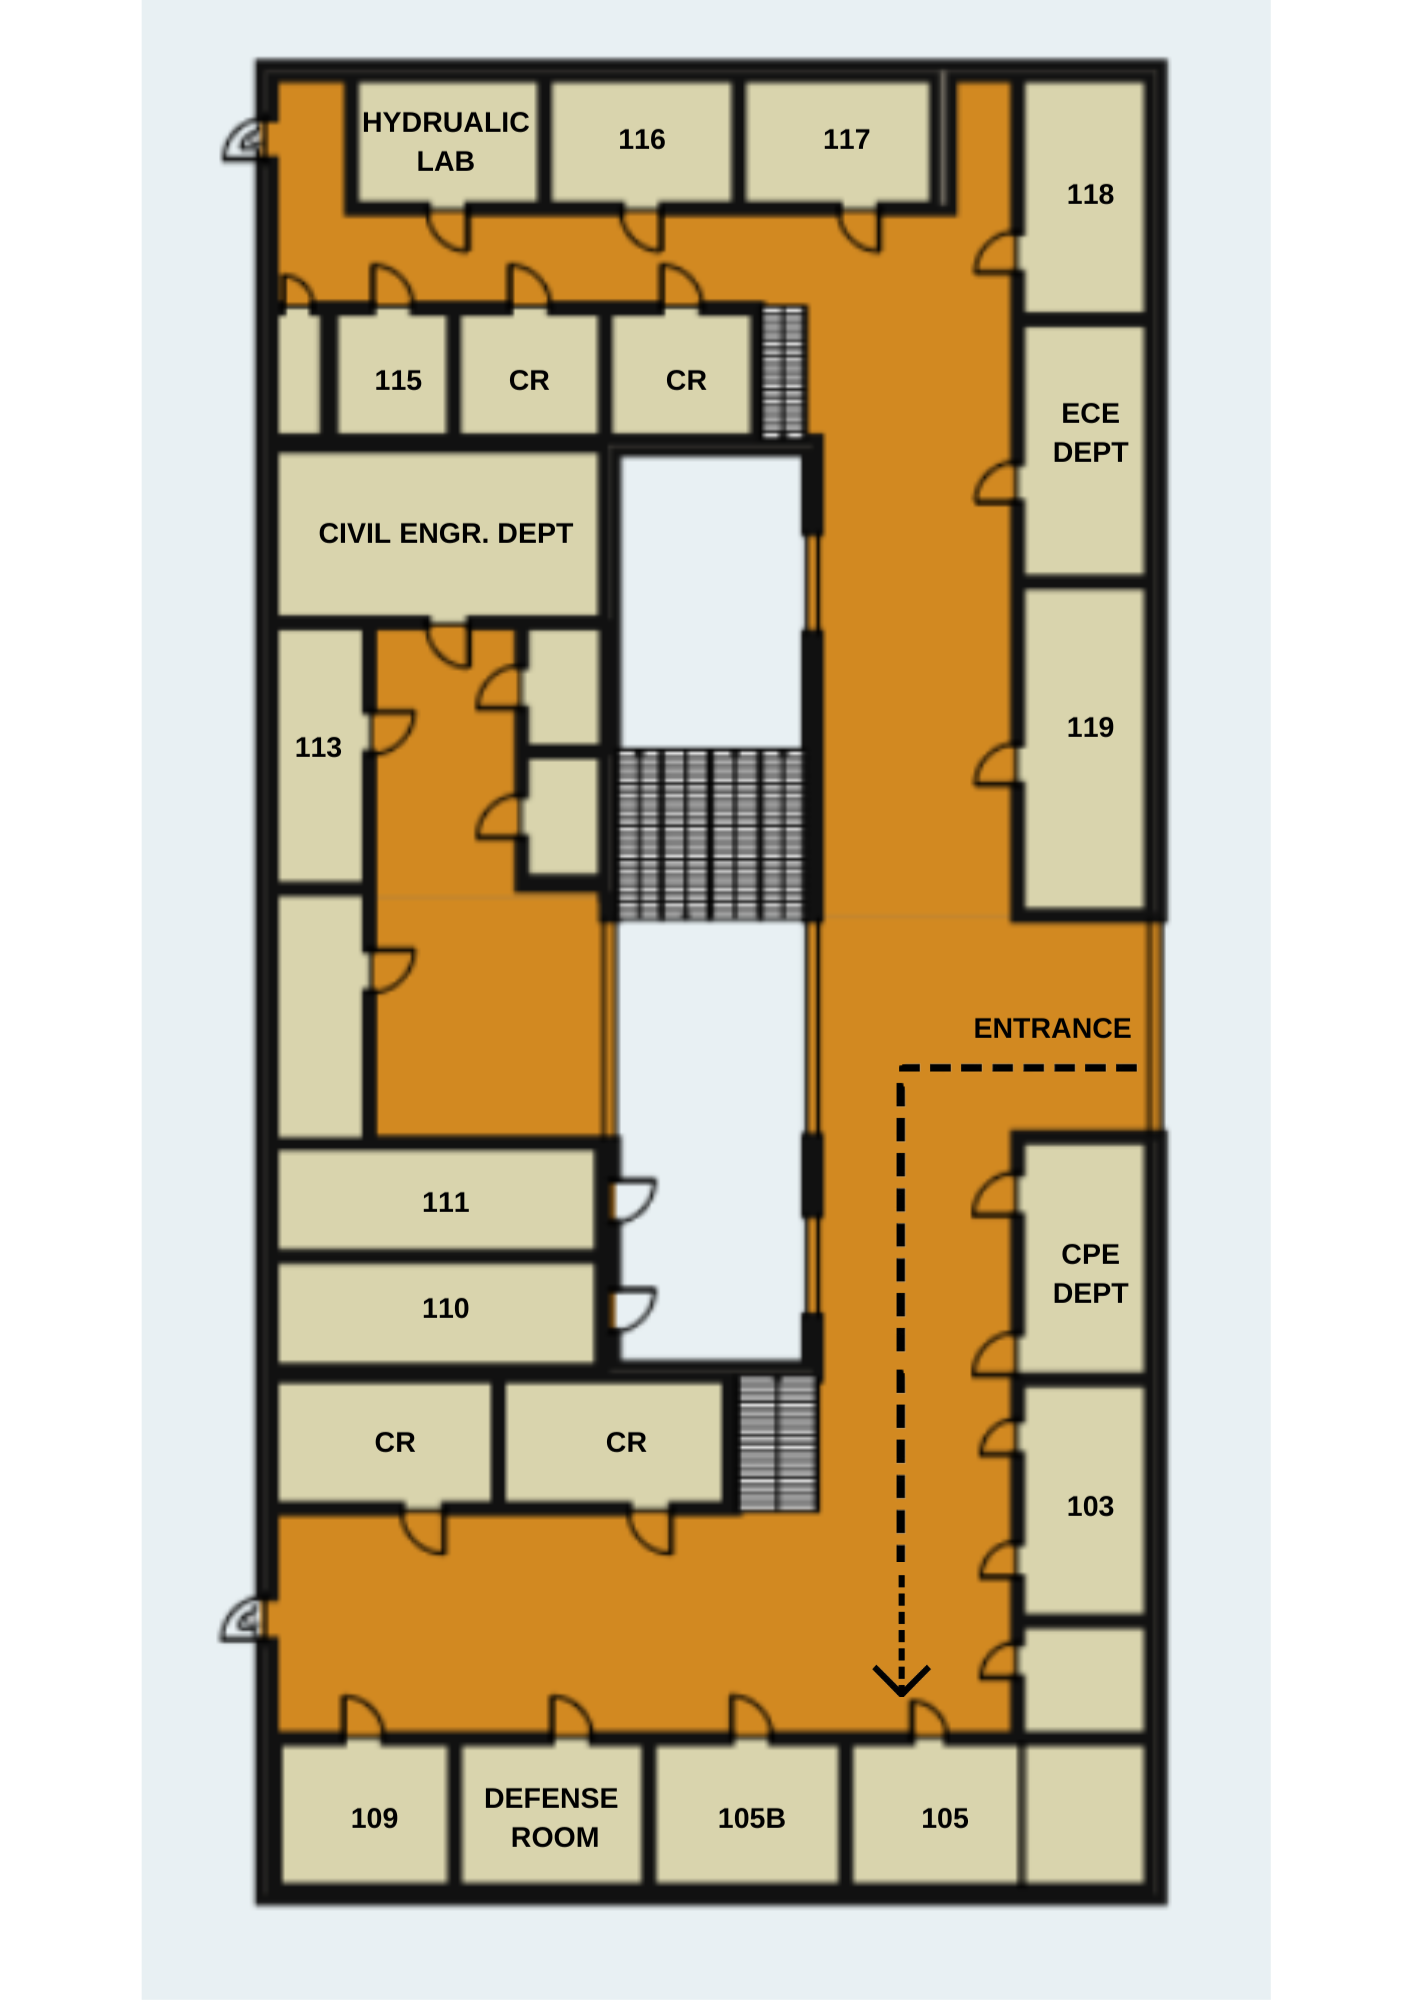 HYDRUALIC
LAB
116
117
118
115
CR
CR
ECE
DEPT
CIVIL ENGR. DEPT
113
119
ENTRANCE
111
CPE
DEPT
110
CR
CR
103
109
DEFENSE
ROOM
105B
105